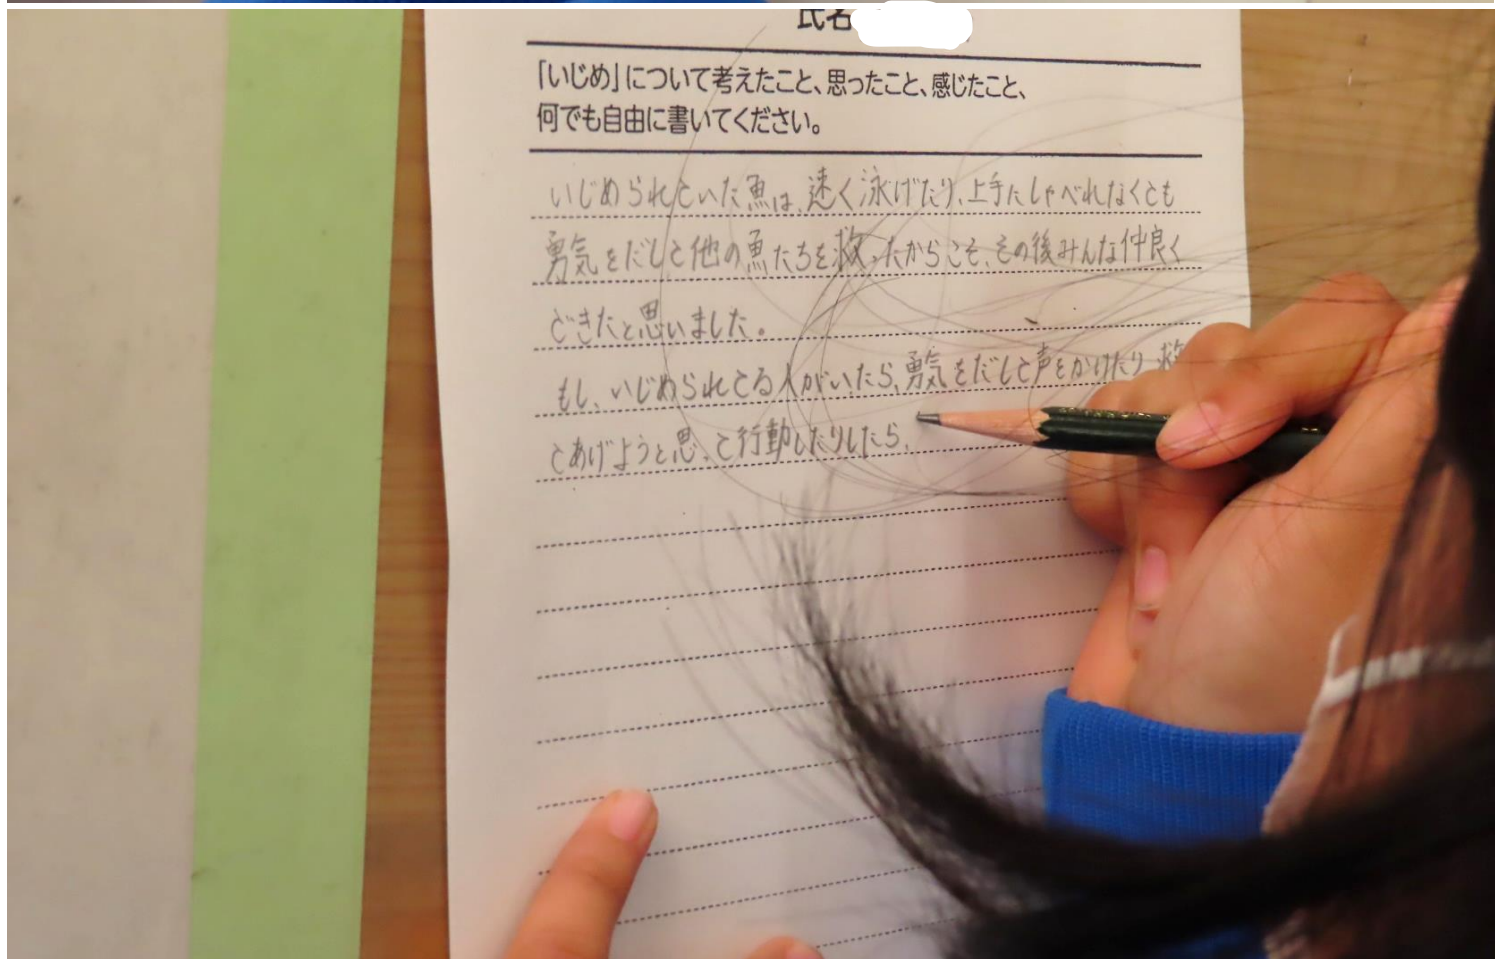 氏名
「いじめ」について考えたこと、思ったこと、感じたこと、
何でも自由に書いてください。
いじめられていた魚は、速く泳げたり、上手にしゃべれなくても
勇気をだして他の魚たちを救ったからこそ、その後みんな仲良く
できたと思いました。
もし、いじめられてる人がいたら、勇気をだして声をかけたり 救
てあげようと思って行動したりしたら、